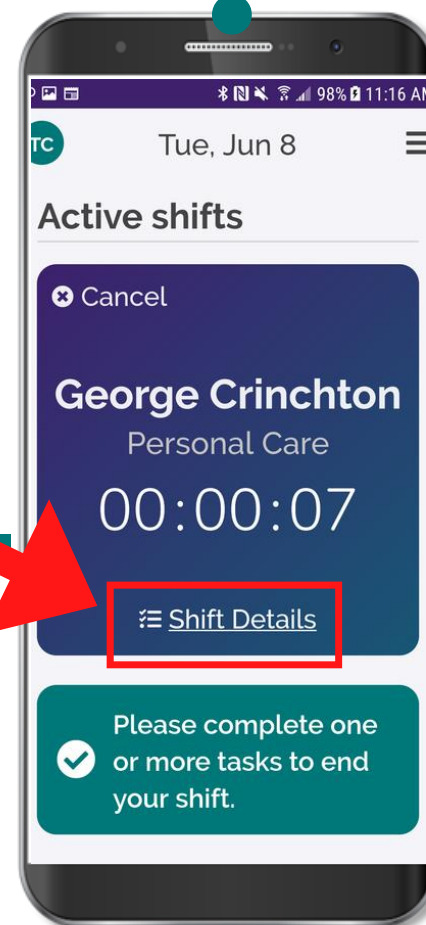 98% 11:16 AM
TC
Tue, Jun 8
Active shifts
Cancel
George Crinchton
Personal Care
00:00:07
Shift Details
Please complete one
or more tasks to end
your shift.